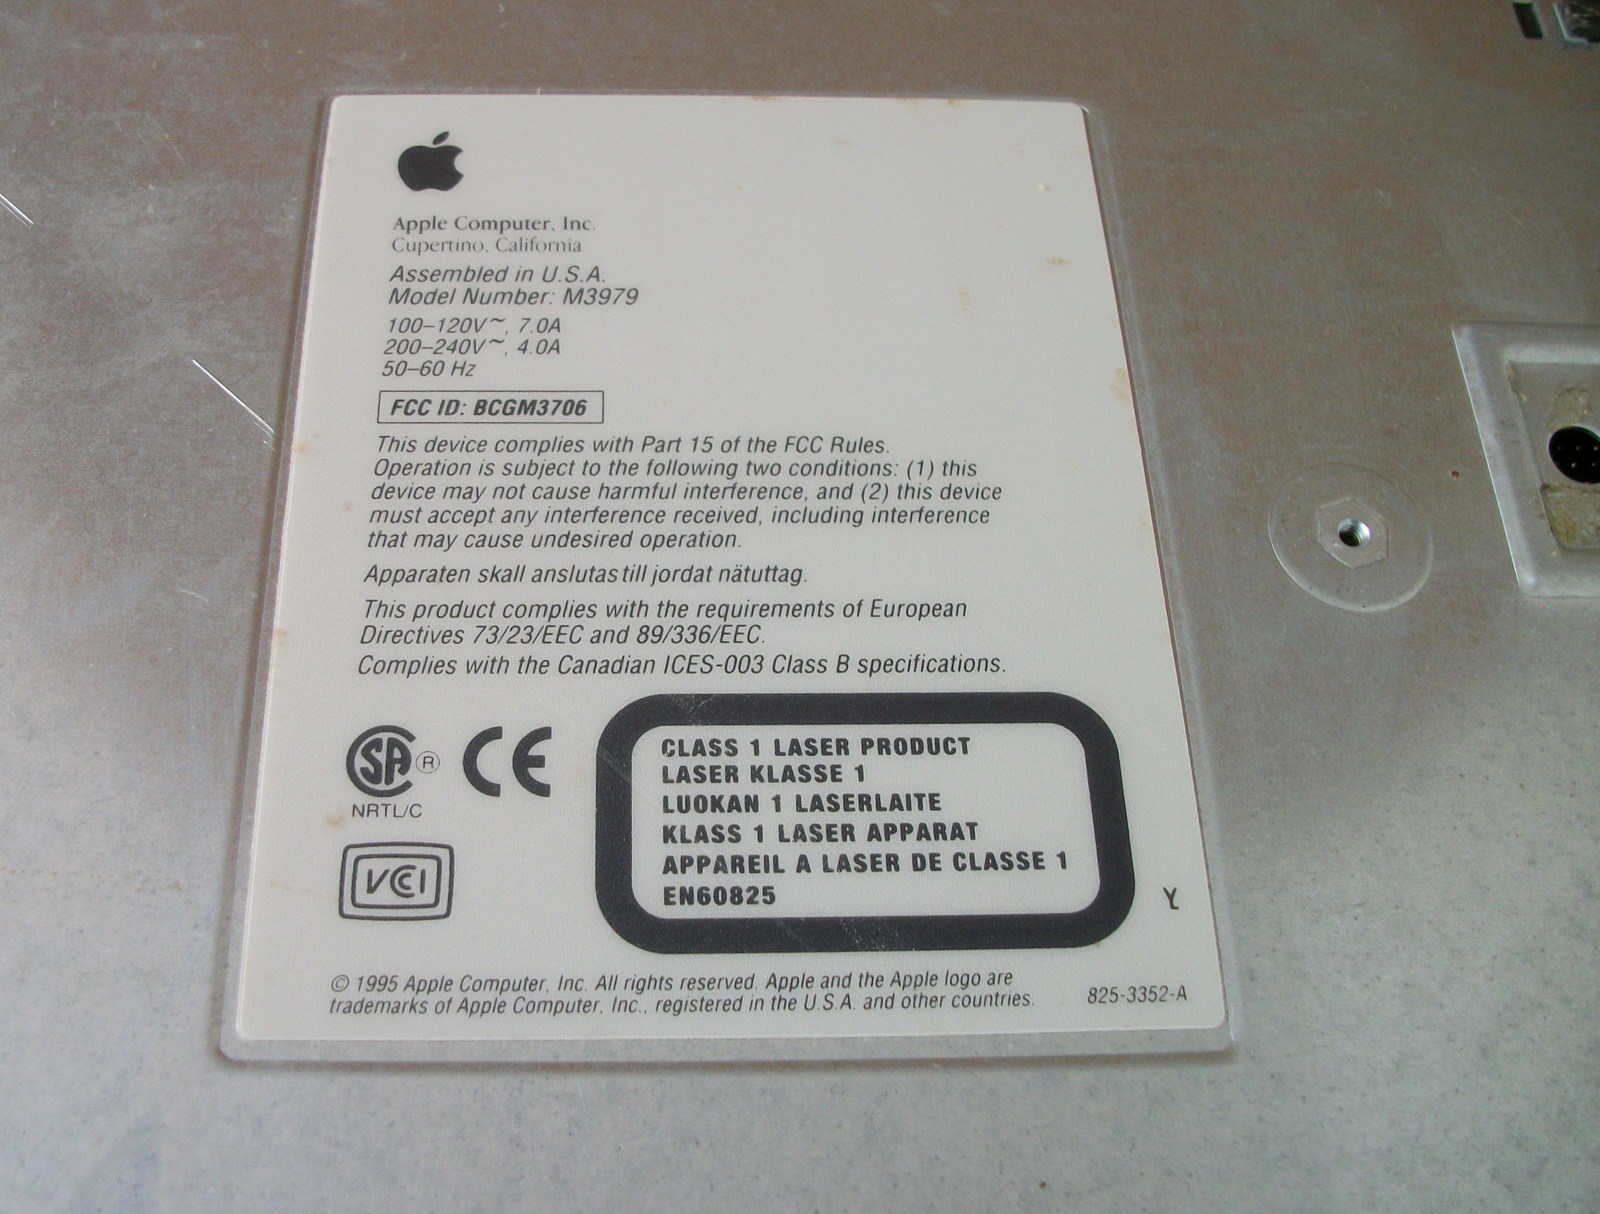 Apple Computer, Inc.
Cupertino, California
Assembled in U.S.A.
Model Number: M3979
100–120V~, 7.0A
200–240V~, 4.0A
50–60 Hz
FCC ID: BCGM3706
This device complies with Part 15 of the FCC Rules.
Operation is subject to the following two conditions: (1) this
device may not cause harmful interference, and (2) this device
must accept any interference received, including interference
that may cause undesired operation.
Apparaten skall anslutas till jordat nätuttag.
This product complies with the requirements of European
Directives 73/23/EEC and 89/336/EEC.
Complies with the Canadian ICES-003 Class B specifications.
SA ® CE
NRTL/C
VCCI
CLASS 1 LASER PRODUCT
LASER KLASSE 1
LUOKAN 1 LASERLAITE
KLASS 1 LASER APPARAT
APPAREIL A LASER DE CLASSE 1
EN60825
Y
© 1995 Apple Computer, Inc. All rights reserved. Apple and the Apple logo are
trademarks of Apple Computer, Inc., registered in the U.S.A. and other countries.
825-3352-A